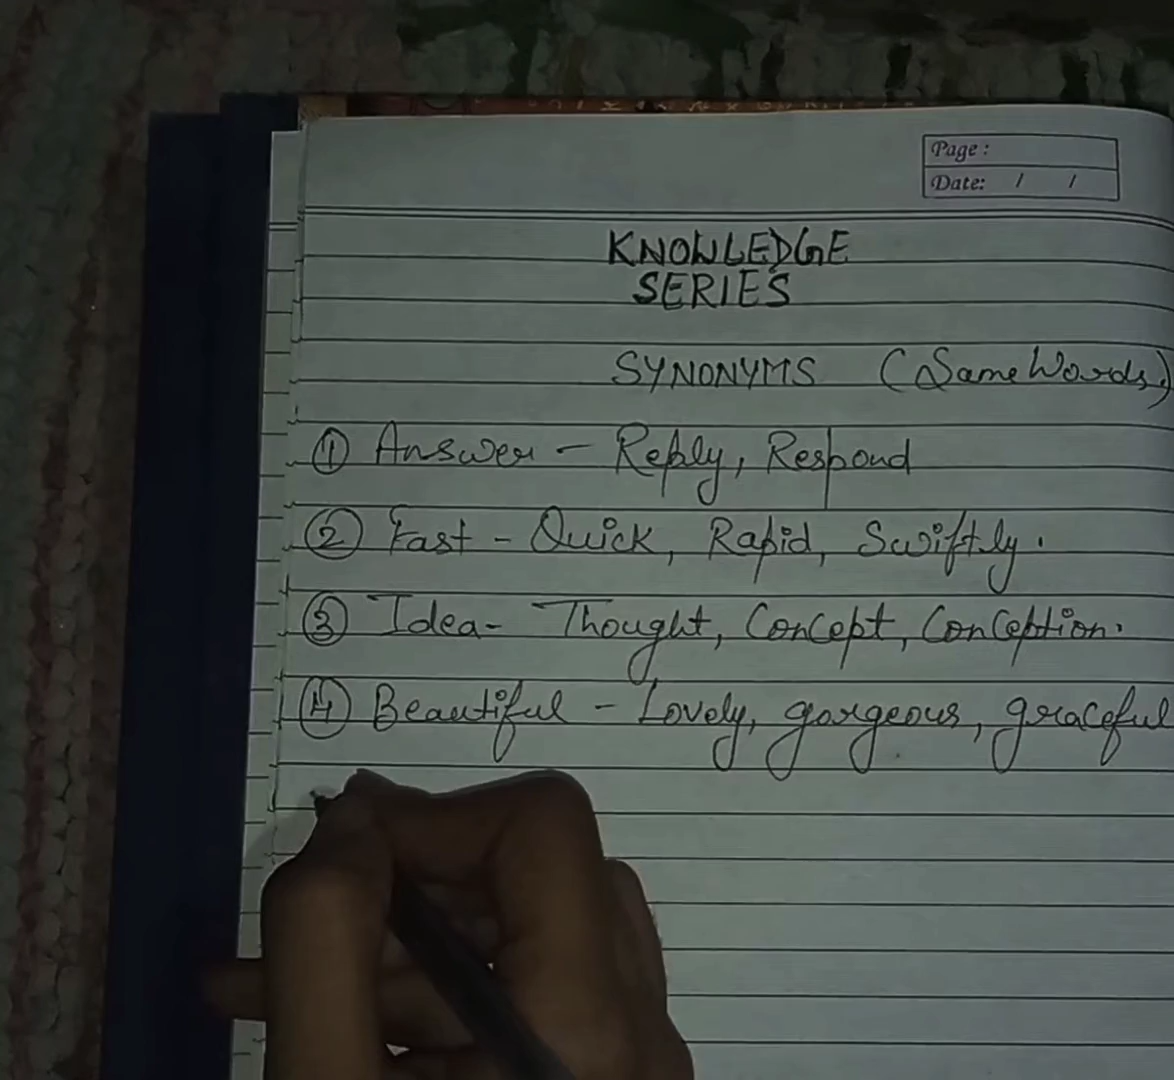 Page :
Date: / /
KNOWLEDGE
SERIES
SYNONYMS (Same Words)
① Answer - Reply, Respond
② Fast - Quick, Rapid, Swiftly.
③ Idea- Thought, Concept, Conception.
④ Beautiful - Lovely, gorgeous, graceful